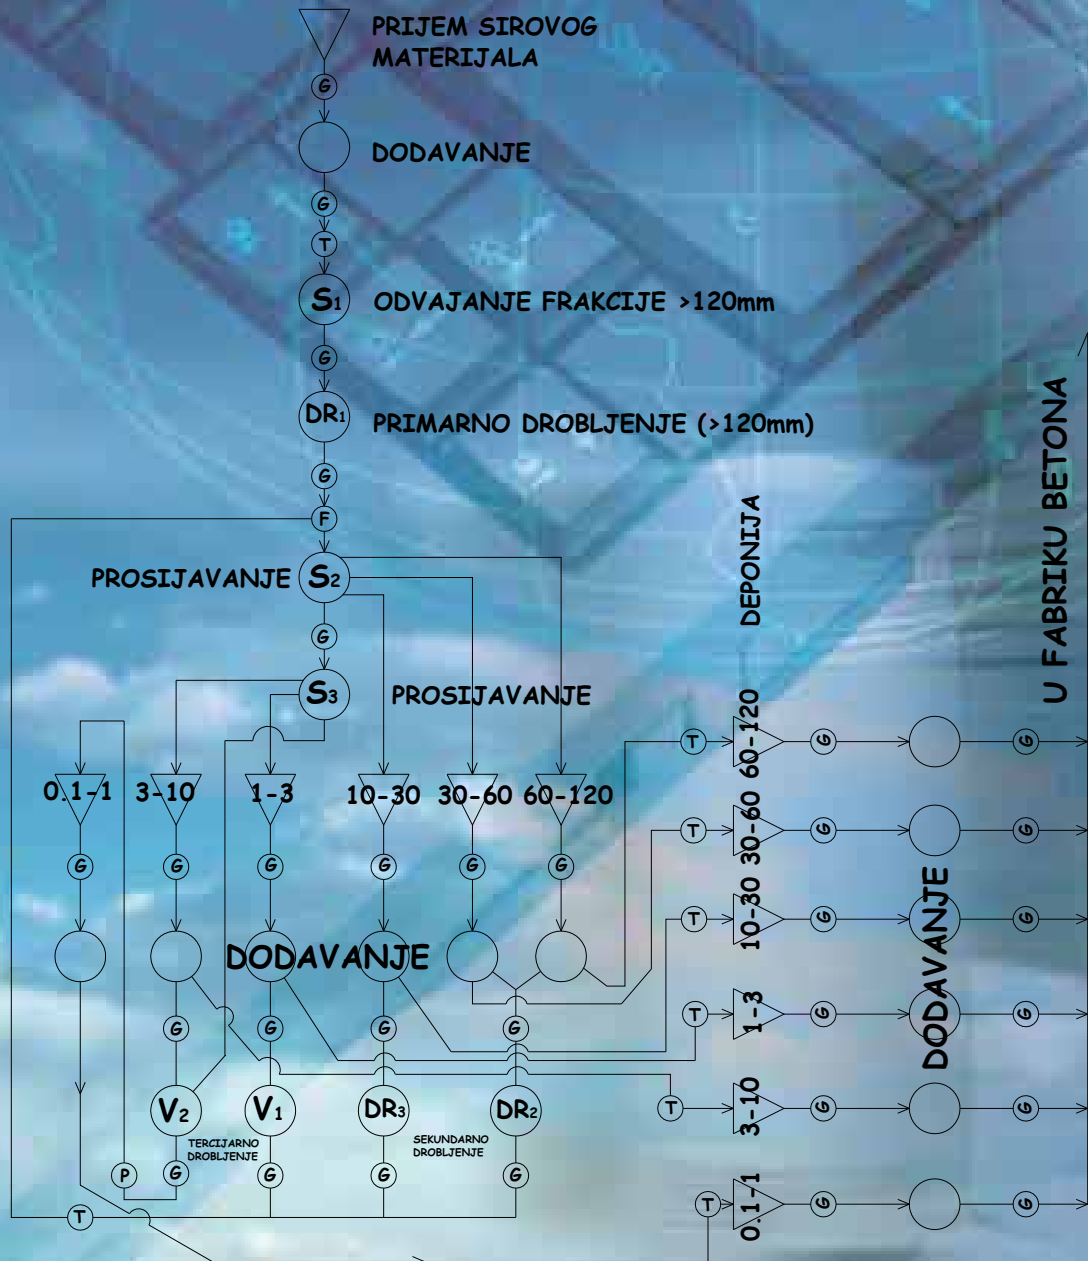 PRIJEM SIROVOG
MATERIJALA
G
DODAVANJE
G
T
S1
ODVAJANJE FRAKCIJE >120mm
G
DR1
PRIMARNO DROBLJENJE (>120mm)
G
F
PROSIJAVANJE
S2
G
S3
PROSIJAVANJE
DEPONIJA
U FABRIKU BETONA
0.1-1
3-10
1-3
10-30
30-60
60-120
G
G
G
G
G
DODAVANJE
G
G
G
G
V2
V1
DR3
DR2
TERCIJARNO
DROBLJENJE
SEKUNDARNO
DROBLJENJE
P
G
G
G
G
T
T
60-120
G
G
T
30-60
G
G
T
10-30
G
G
T
1-3
G
G
T
3-10
G
G
T
0.1-1
G
G
DODAVANJE